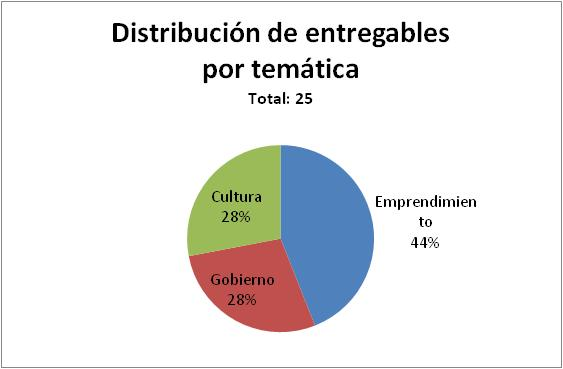 Distribución de entregables
por temática
Total: 25
Cultura
28%
Emprendimien
to
44%
Gobierno
28%